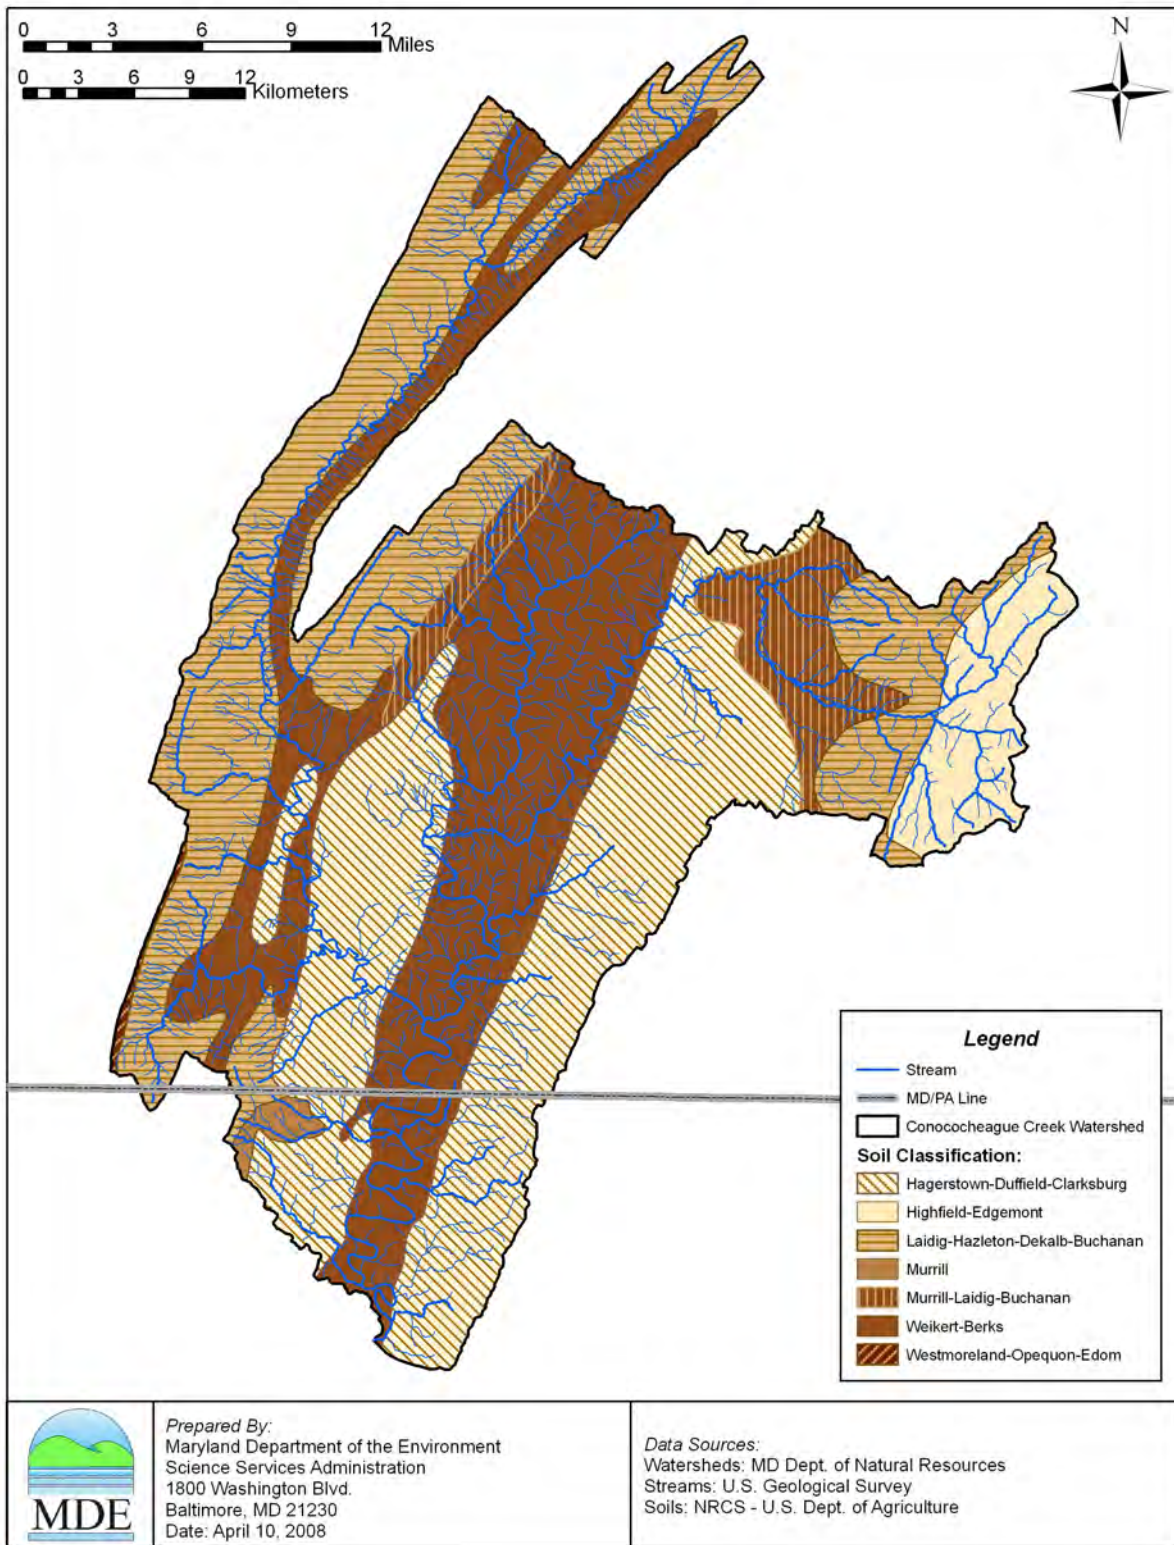 0 3 6 9 12
Miles
0 3 6 9 12
Kilometers
N
Legend
Stream
MD/PA Line
Conococheague Creek Watershed
Soil Classification:
Hagerstown-Duffield-Clarksburg
Highfield-Edgemont
Laidig-Hazleton-Dekalb-Buchanan
Murrill
Murrill-Laidig-Buchanan
Weikert-Berks
Westmoreland-Opequon-Edom
MDE
Prepared By:
Maryland Department of the Environment
Science Services Administration
1800 Washington Blvd.
Baltimore, MD 21230
Date: April 10, 2008
Data Sources:
Watersheds: MD Dept. of Natural Resources
Streams: U.S. Geological Survey
Soils: NRCS - U.S. Dept. of Agriculture